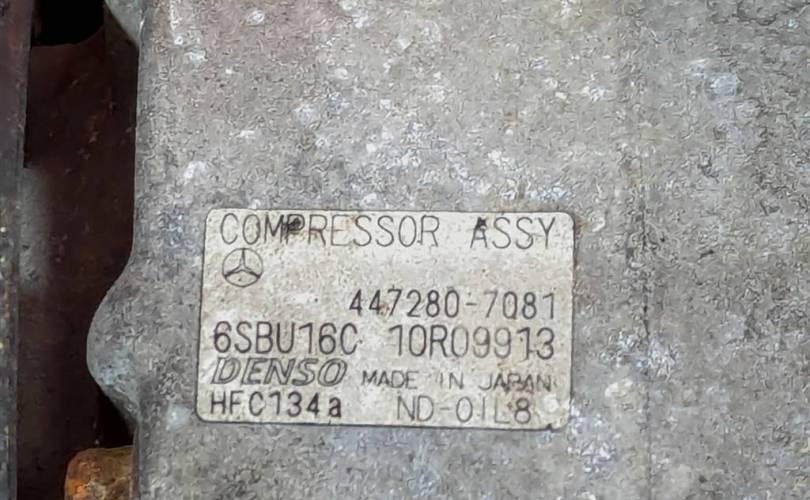 COMPRESSOR ASSY
447280-7081
6SBU16C 10R09913
DENSO MADE IN JAPAN
HFC134a ND-OIL8